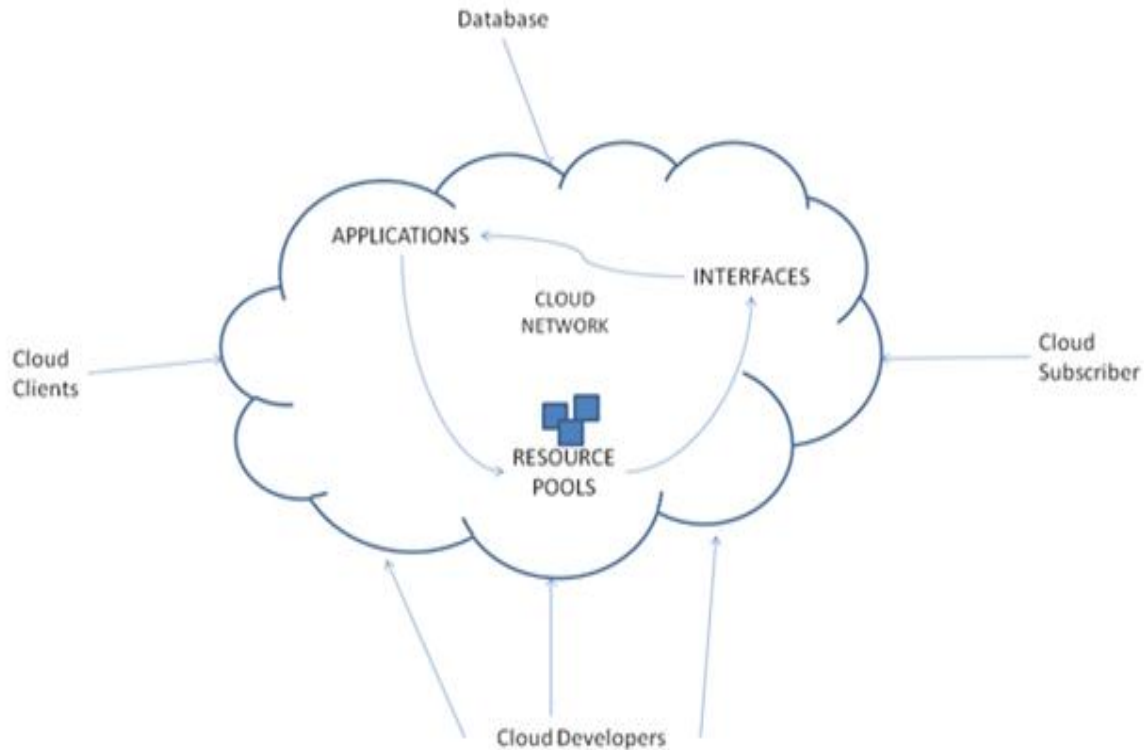 Database
APPLICATIONS
INTERFACES
CLOUD
NETWORK
Cloud
Clients
Cloud
Subscriber
RESOURCE
POOLS
Cloud Developers